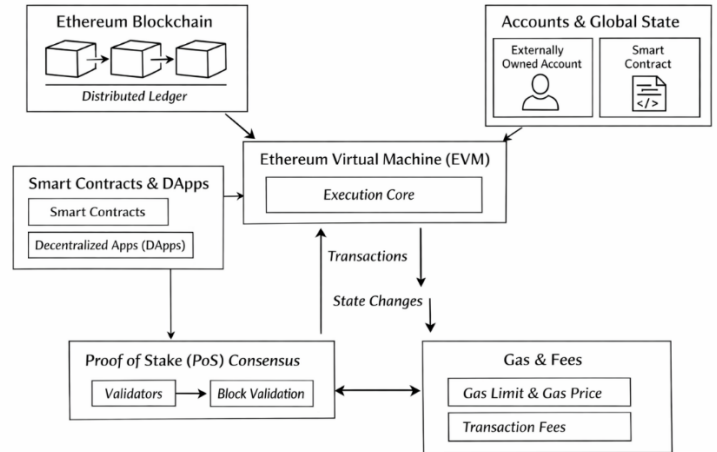 Ethereum Blockchain
Distributed Ledger
Accounts & Global State
Externally
Owned Account
Smart
Contract
</>
Ethereum Virtual Machine (EVM)
Execution Core
Smart Contracts & DApps
Smart Contracts
Decentralized Apps (DApps)
Transactions
State Changes
Proof of Stake (PoS) Consensus
Validators
Block Validation
Gas & Fees
Gas Limit & Gas Price
Transaction Fees